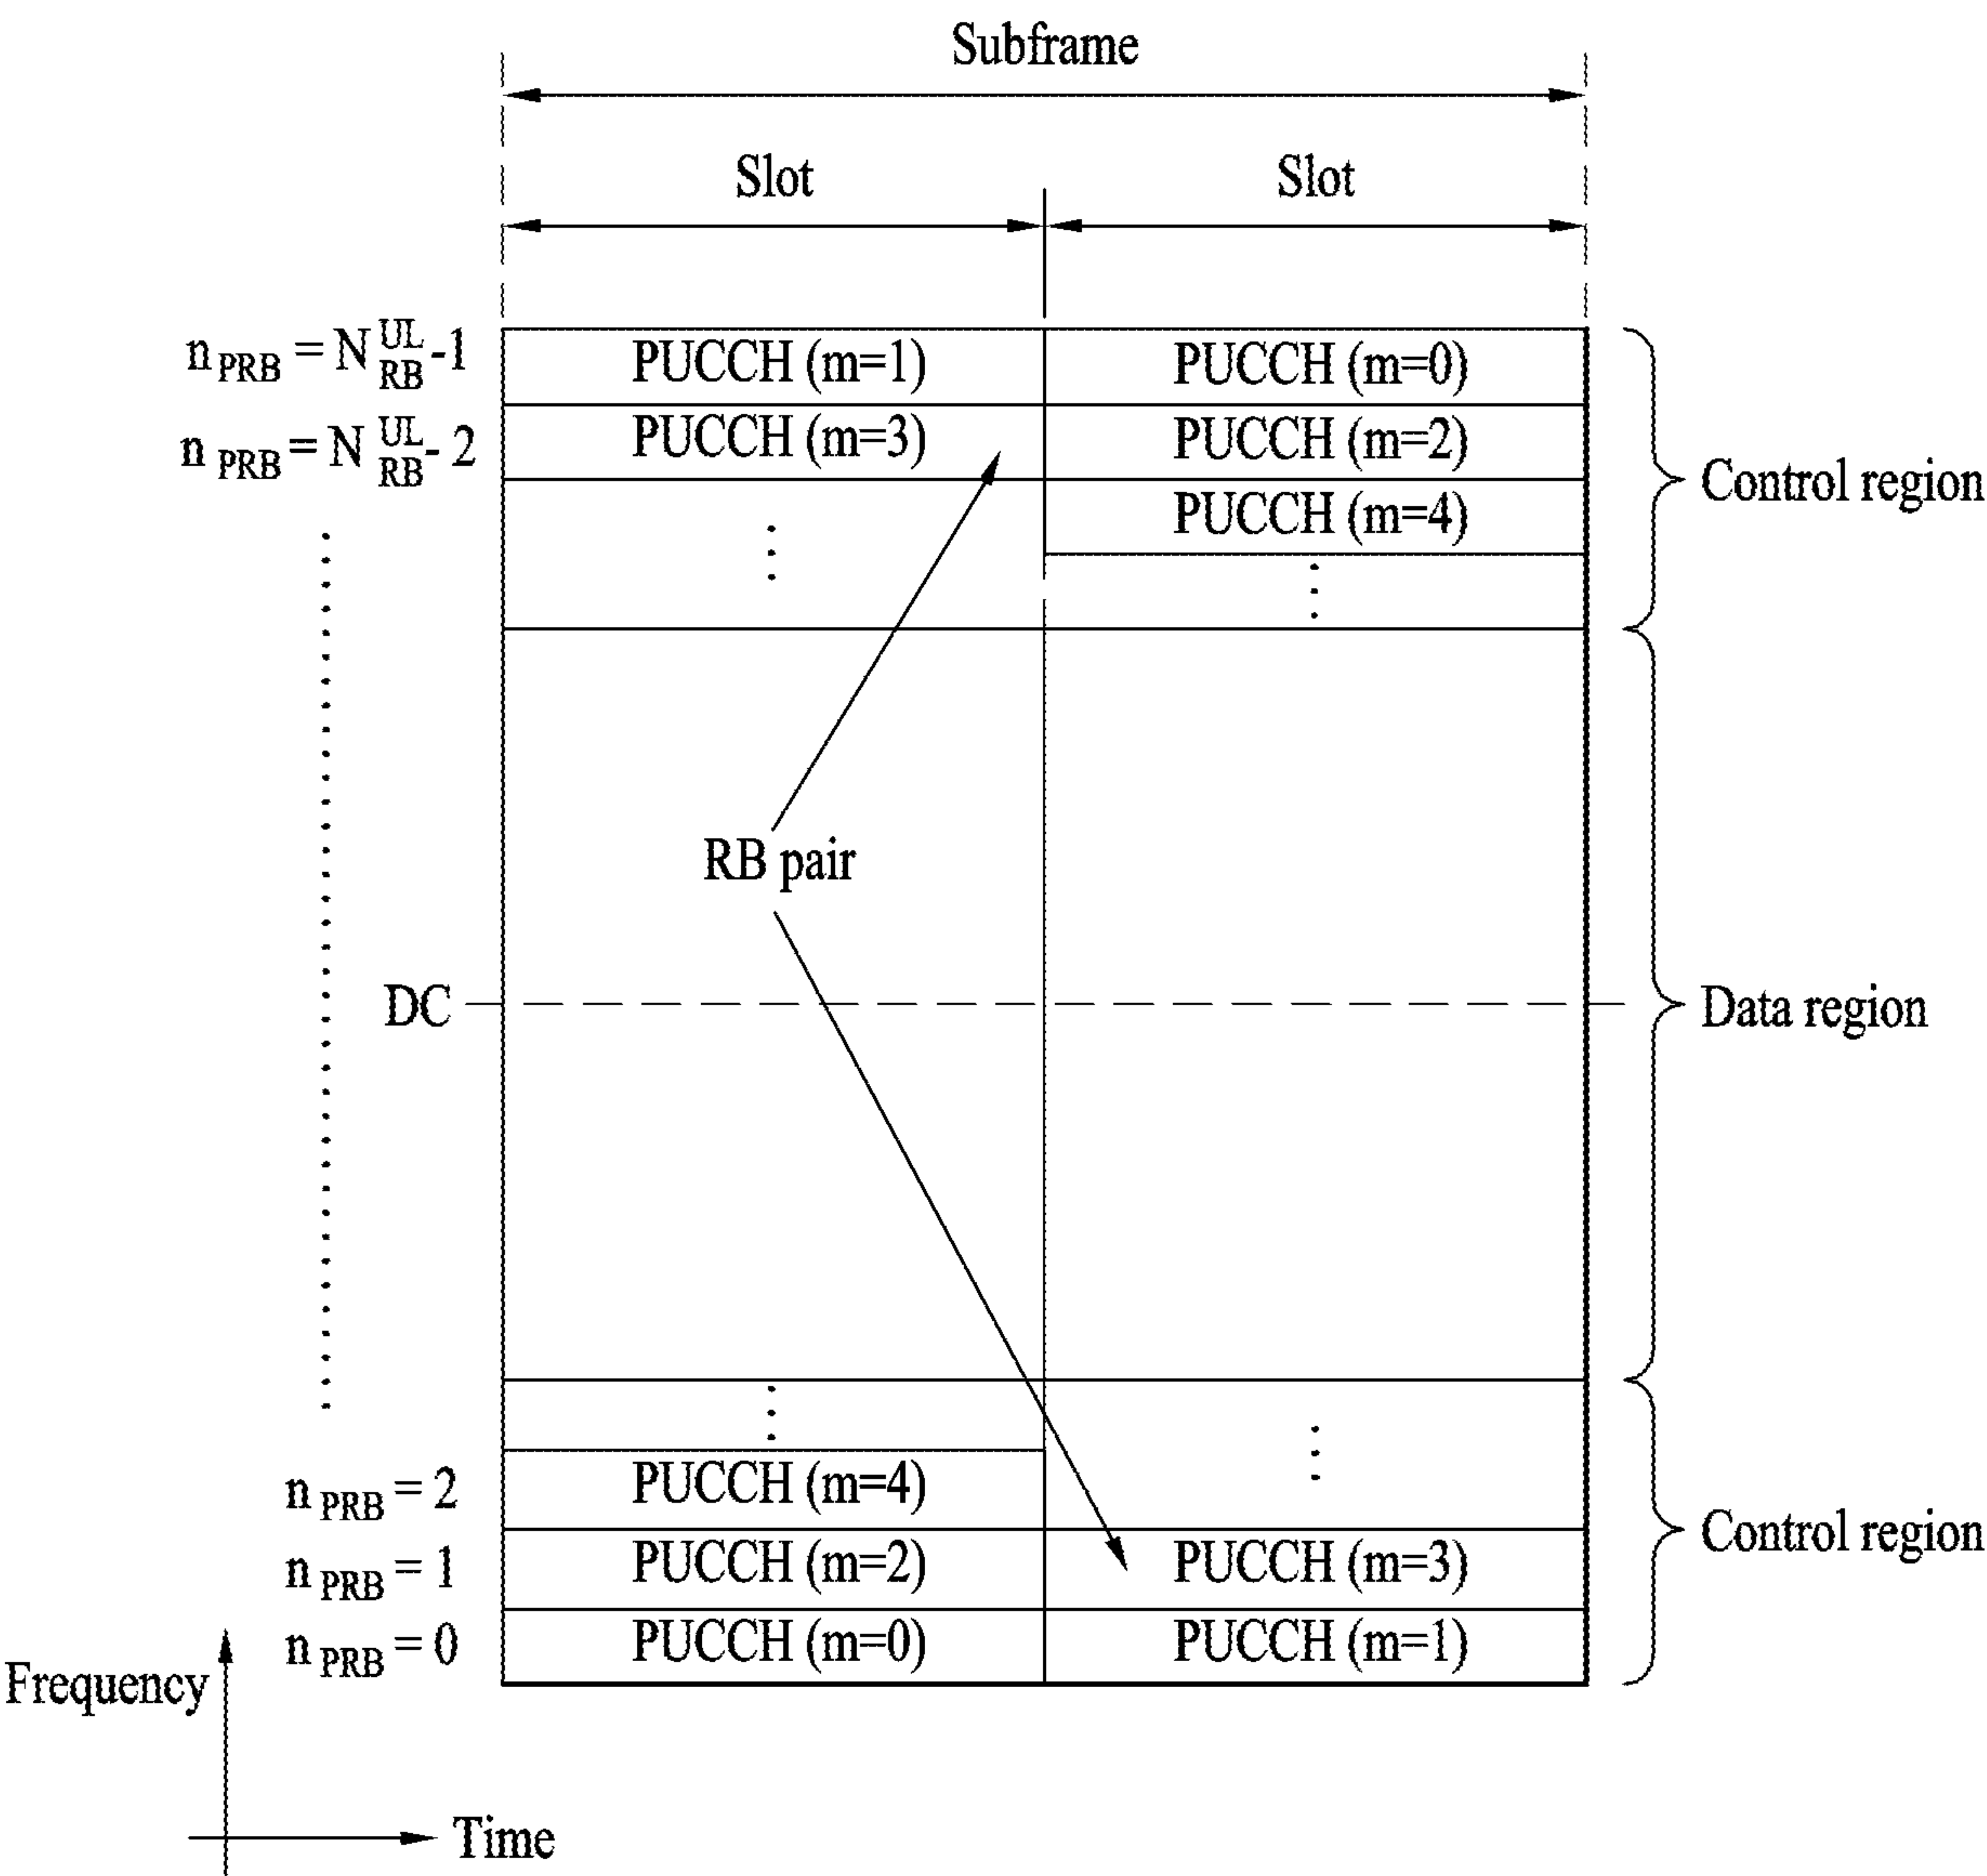 Subframe
Slot Slot
n PRB = N UL RB -1 PUCCH (m=1) PUCCH (m=0)
n PRB = N UL RB - 2 PUCCH (m=3) PUCCH (m=2)
Control region
PUCCH (m=4)
RB pair
DC
Data region
n PRB = 2 PUCCH (m=4)
Control region
n PRB = 1 PUCCH (m=2) PUCCH (m=3)
n PRB = 0 PUCCH (m=0) PUCCH (m=1)
Frequency
Time